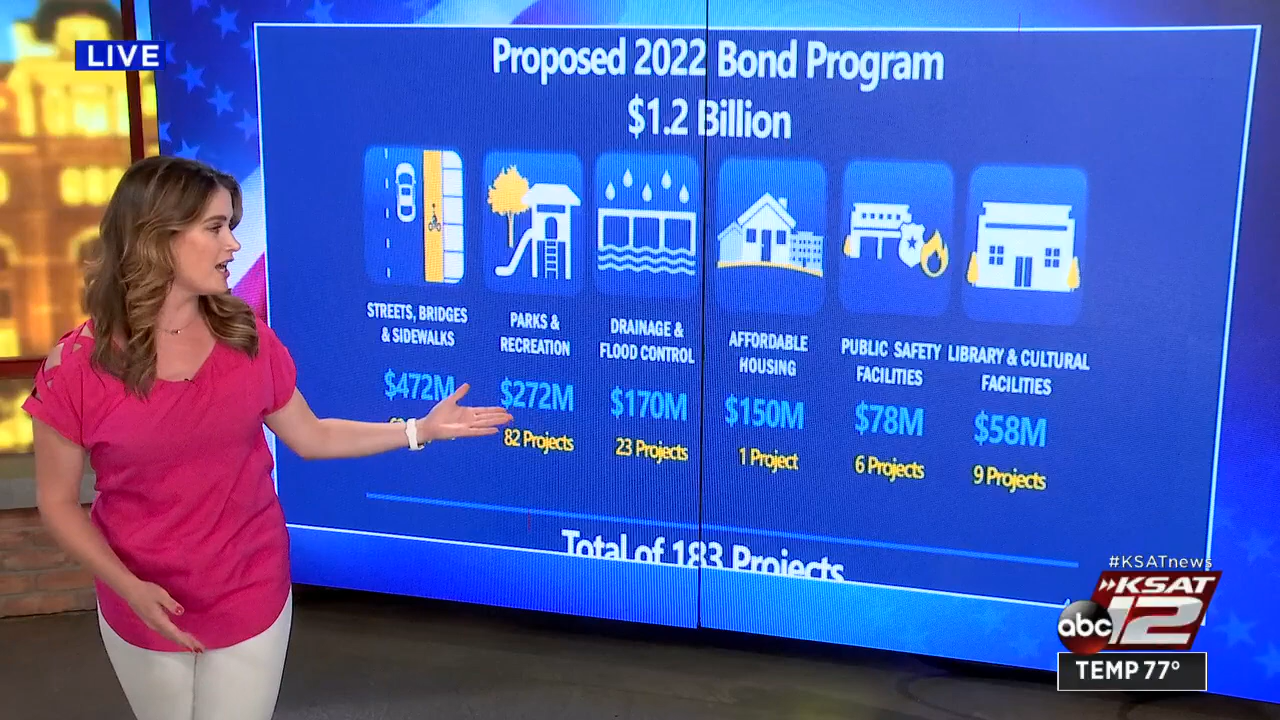 LIVE
Proposed 2022 Bond Program
$1.2 Billion
STREETS, BRIDGES
& SIDEWALKS
$472M
PARKS &
RECREATION
$272M
82 Projects
DRAINAGE &
FLOOD CONTROL
$170M
23 Projects
AFFORDABLE
HOUSING
$150M
1 Project
PUBLIC SAFETY
FACILITIES
$78M
6 Projects
LIBRARY & CULTURAL
FACILITIES
$58M
9 Projects
Total of 183 Projects
#KSATnews
KSAT
abc 12
TEMP 77°